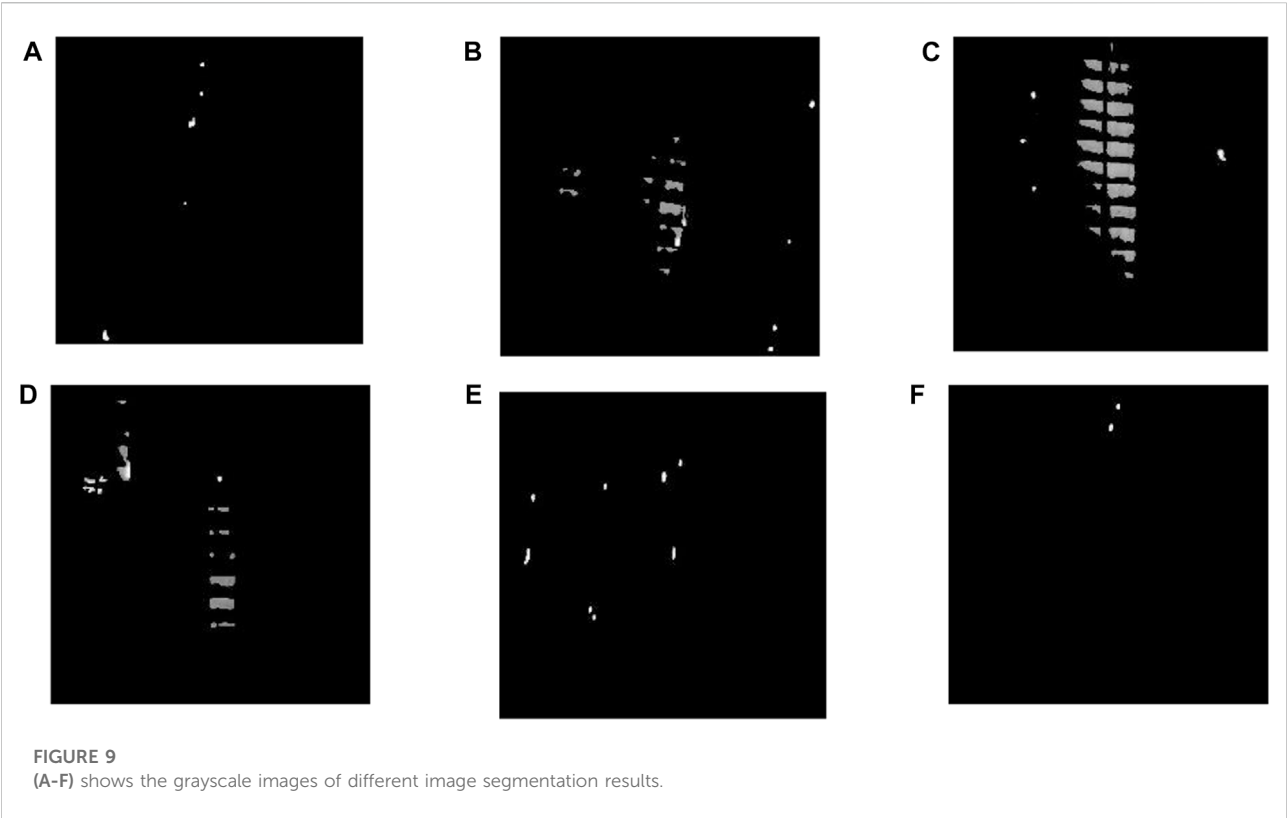 A
B
C
D
E
F
FIGURE 9
(A-F) shows the grayscale images of different image segmentation results.